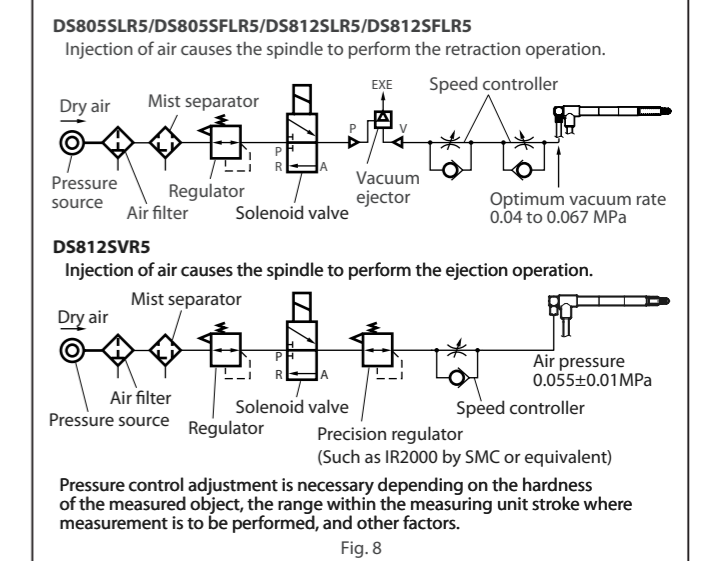 DS805SLR5/DS805SFLR5/DS812SLR5/DS812SFLR5
Injection of air causes the spindle to perform the retraction operation.
EXE
Speed controller
Dry air
Mist separator
P
V
P
R
A
Pressure
source
Air filter
Regulator
Solenoid valve
Vacuum
ejector
Optimum vacuum rate
0.04 to 0.067 MPa
DS812SVR5
Injection of air causes the spindle to perform the ejection operation.
Mist separator
Dry air
P
R
A
Air pressure
0.055±0.01MPa
Air filter
Pressure source
Regulator
Solenoid valve
Speed controller
Precision regulator
(Such as IR2000 by SMC or equivalent)
Pressure control adjustment is necessary depending on the hardness
of the measured object, the range within the measuring unit stroke where
measurement is to be performed, and other factors.
Fig. 8